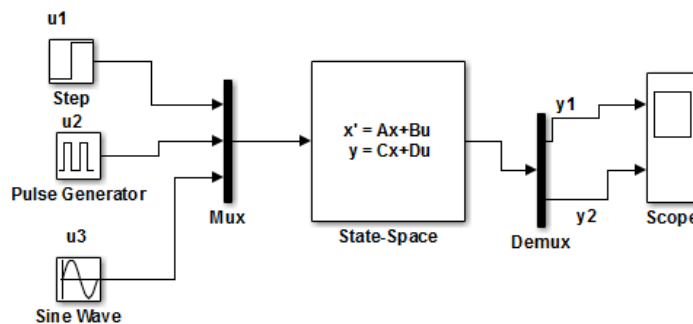 u1
Step
u2
Pulse Generator
u3
Sine Wave
Mux
x' = Ax+Bu
y = Cx+Du
State-Space
Demux
y1
y2
Scope